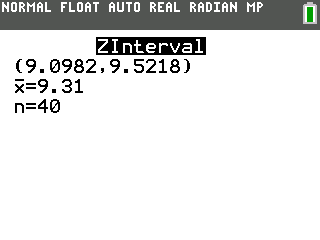 NORMAL FLOAT AUTO REAL RADIAN MP
ZInterval
(9.0982,9.5218)
x̄=9.31
n=40